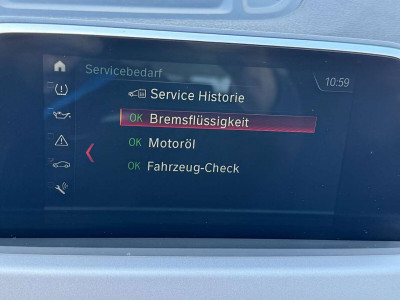 Servicebedarf
Service Historie
10:59
OK Bremsflüssigkeit
OK Motoröl
OK Fahrzeug-Check